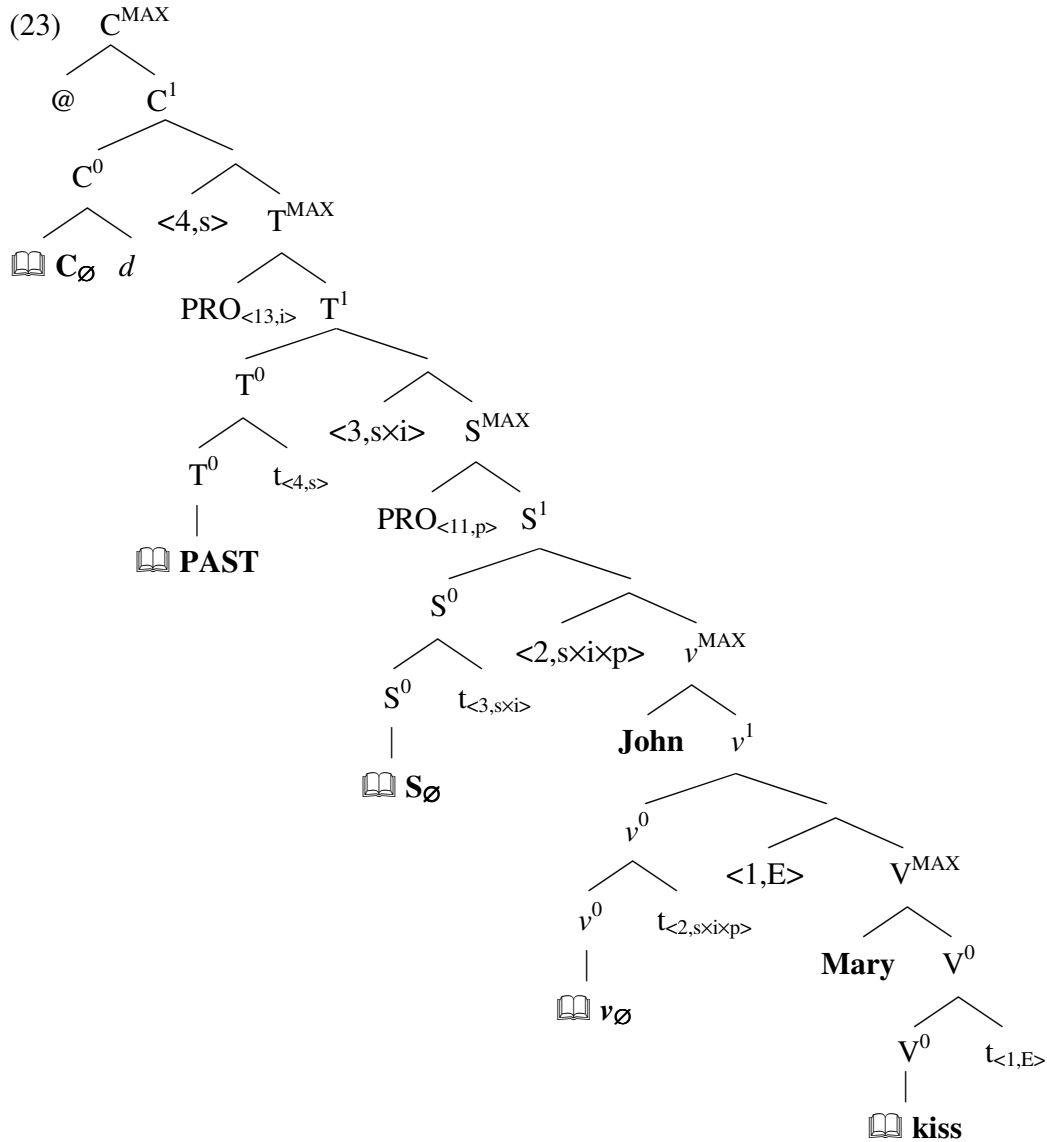 (23) C^MAX
@ C^1
C^0
<4,s> T^MAX
🕮 C_∅ d
PRO_<13,i> T^1
T^0
<3,s×i> S^MAX
T^0 t_<4,s>
PRO_<11,p> S^1
🕮 PAST
S^0
<2,s×i×p> v^MAX
S^0 t_<3,s×i>
John v^1
🕮 S_∅
v^0
<1,E> V^MAX
v^0 t_<2,s×i×p>
Mary V^0
🕮 v_∅
V^0 t_<1,E>
🕮 kiss